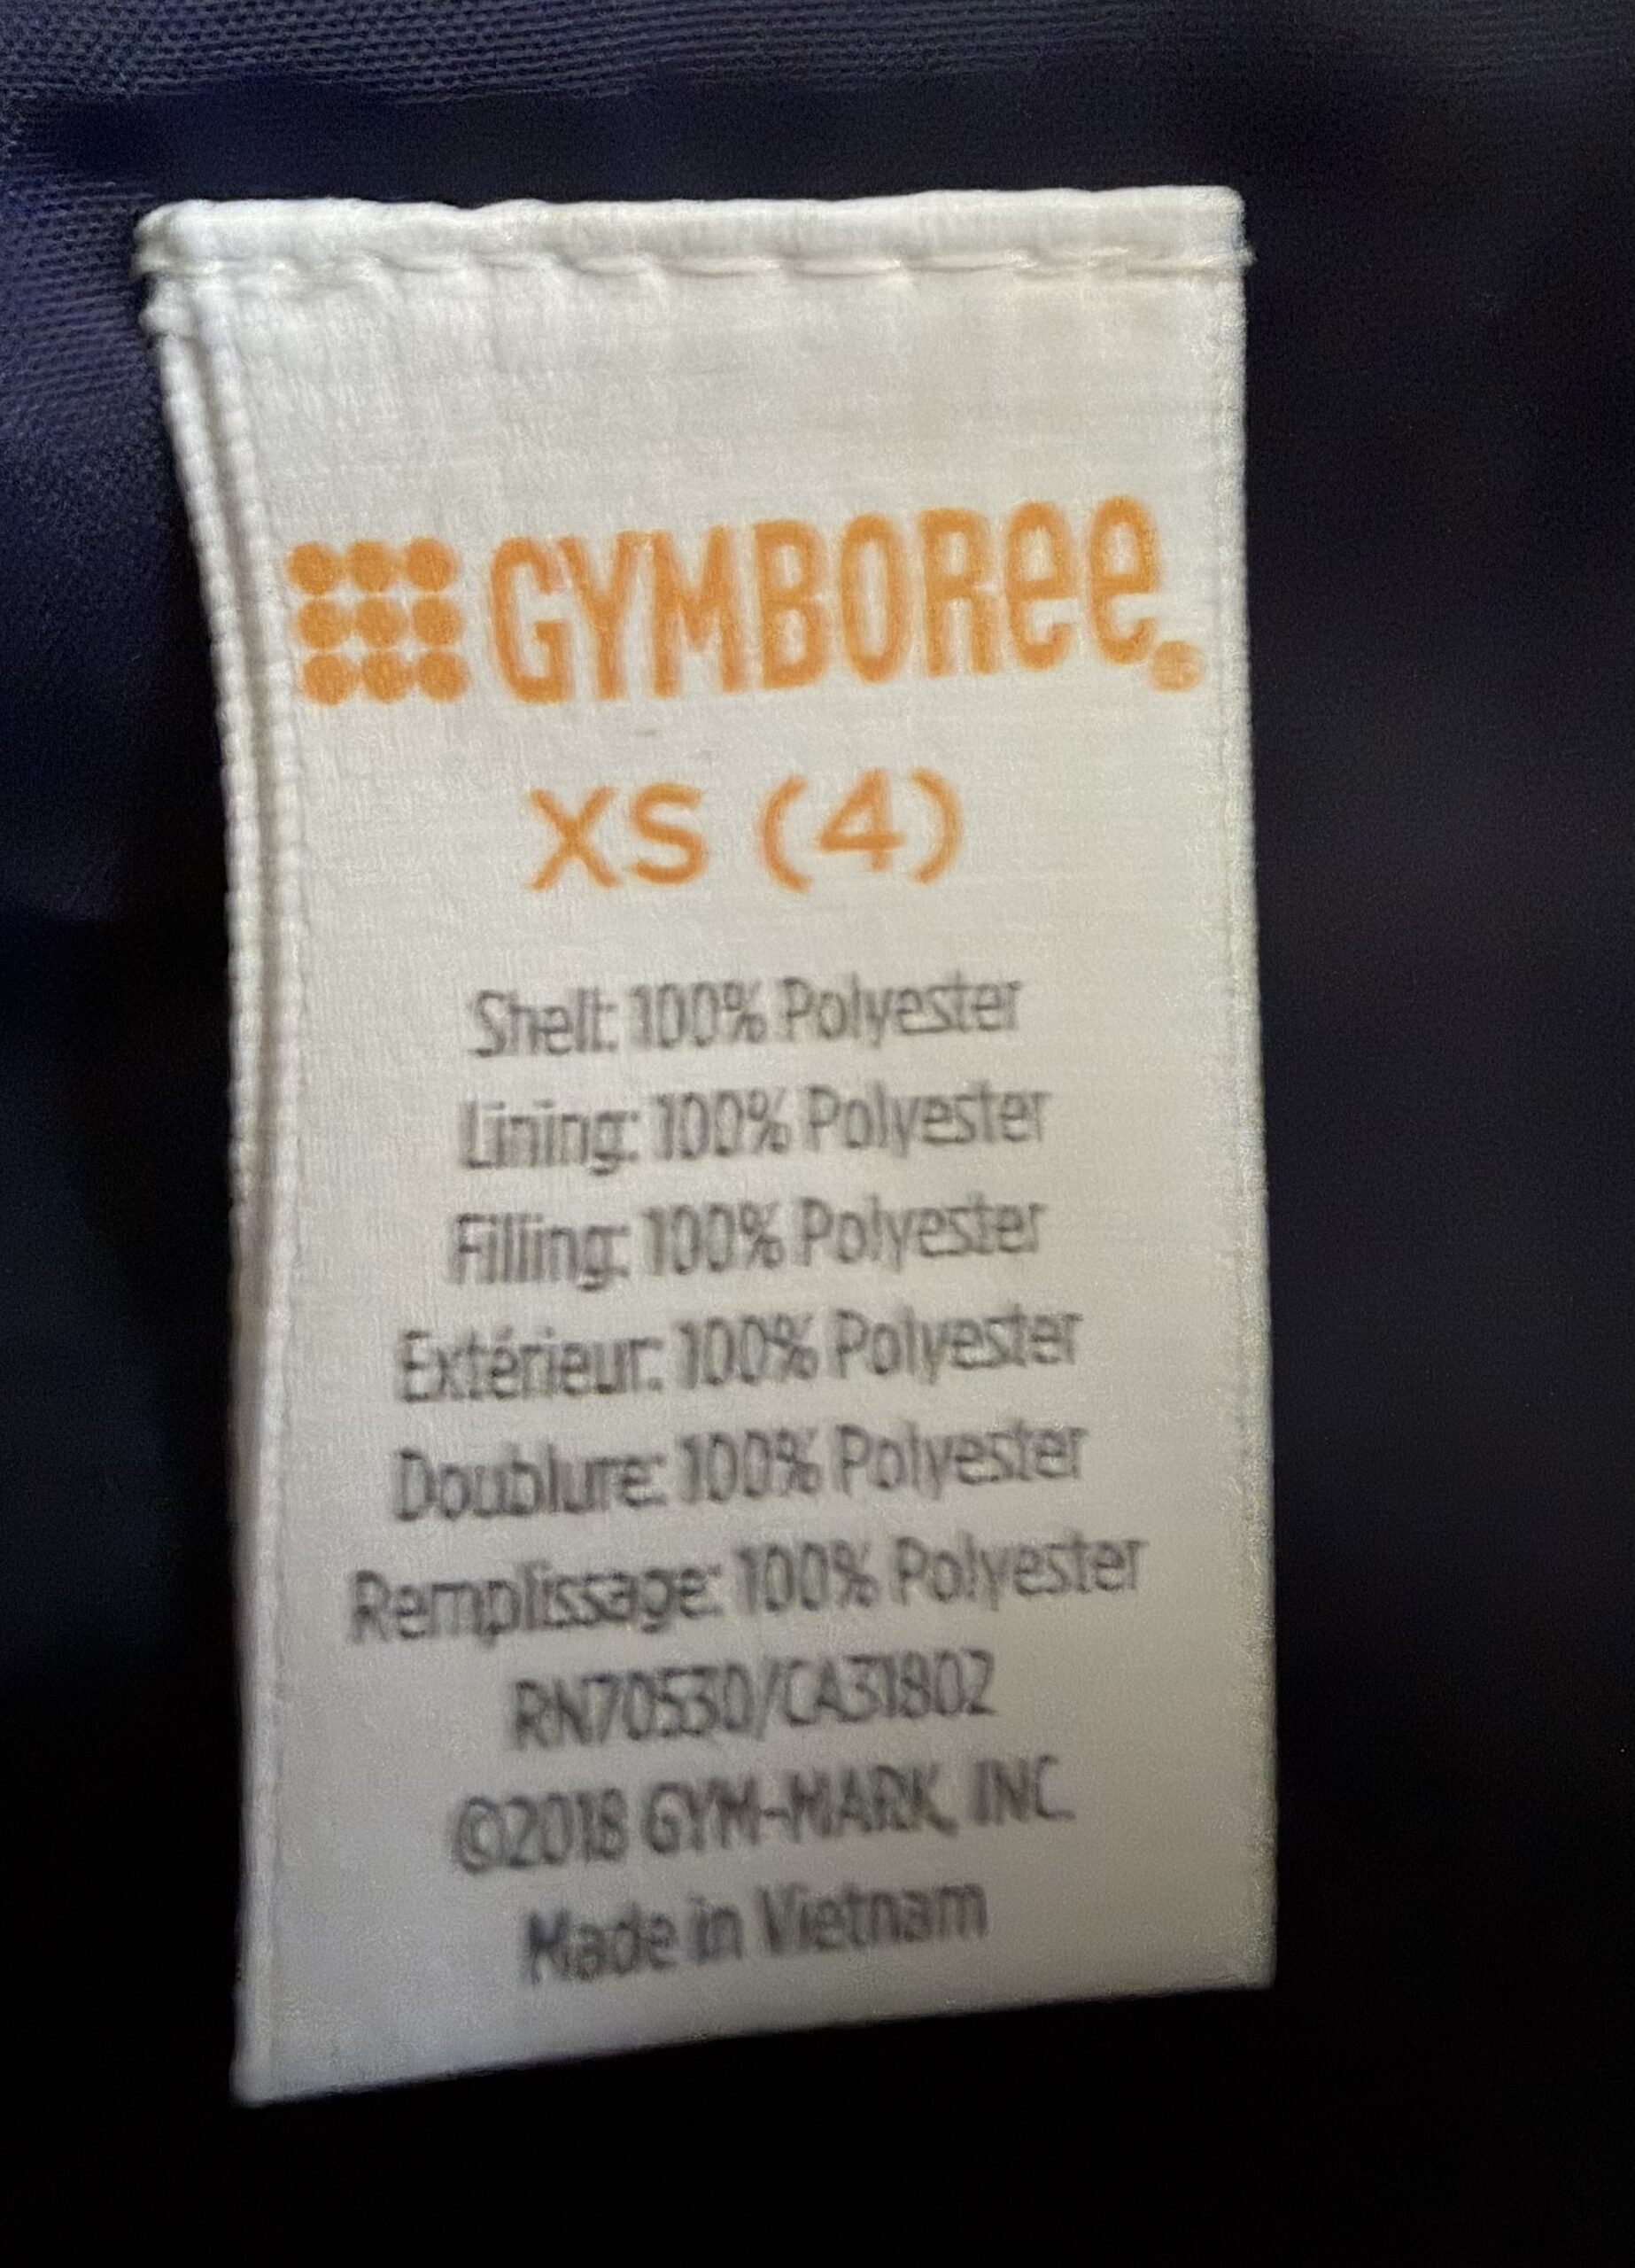 GYMBOREE®
XS (4)
Shell: 100% Polyester
Lining: 100% Polyester
Filling: 100% Polyester
Extérieur: 100% Polyester
Doublure: 100% Polyester
Remplissage: 100% Polyester
RN70530/CA31802
©2018 GYM-MARK, INC.
Made in Vietnam